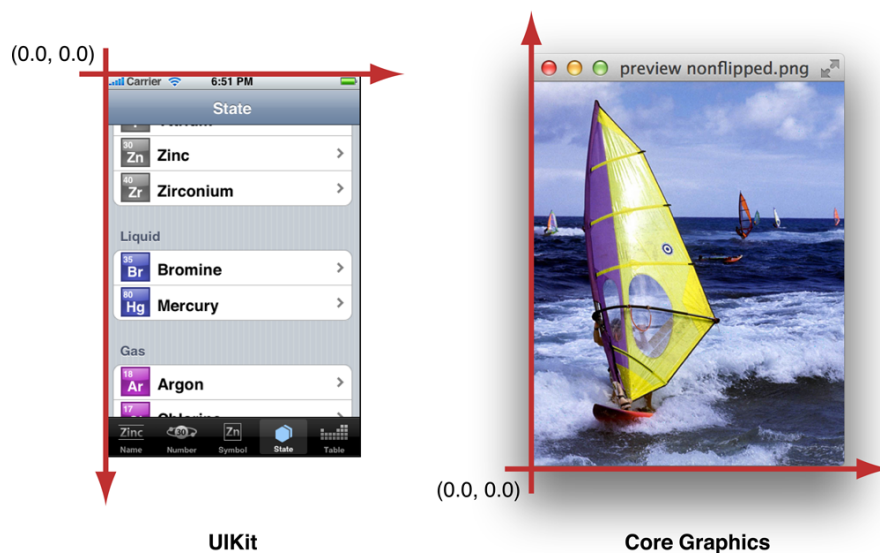 (0.0, 0.0)
Carrier 6:51 PM
State
30
Zn Zinc
40
Zr Zirconium
Liquid
35
Br Bromine
80
Hg Mercury
Gas
18
Ar Argon
17
Chlorine
Zinc 80 Zn
Name Number Symbol State Table
UIKit
preview nonflipped.png
(0.0, 0.0)
Core Graphics